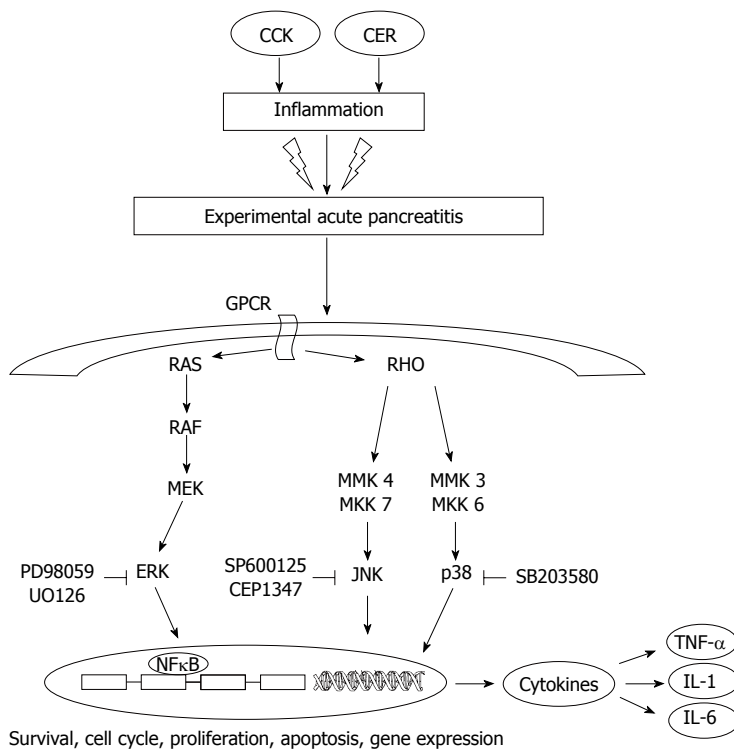 CCK
CER
Inflammation
Experimental acute pancreatitis
GPCR
RAS
RHO
RAF
MEK
MMK 4
MKK 7
MMK 3
MKK 6
PD98059
UO126
ERK
SP600125
CEP1347
JNK
p38
SB203580
NFκB
Cytokines
TNF-α
IL-1
IL-6
Survival, cell cycle, proliferation, apoptosis, gene expression